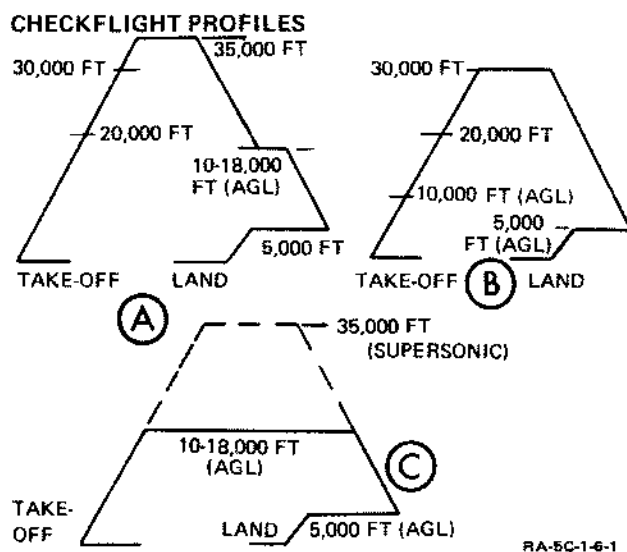 CHECKFLIGHT PROFILES
35,000 FT
30,000 FT
20,000 FT
10-18,000
FT (AGL)
5,000 FT
TAKE-OFF
LAND
A
30,000 FT
20,000 FT
10,000 FT (AGL)
5,000
FT (AGL)
TAKE-OFF
LAND
B
35,000 FT
(SUPERSONIC)
10-18,000 FT
(AGL)
C
TAKE-
OFF
LAND
5,000 FT (AGL)
RA-5C-1-6-1